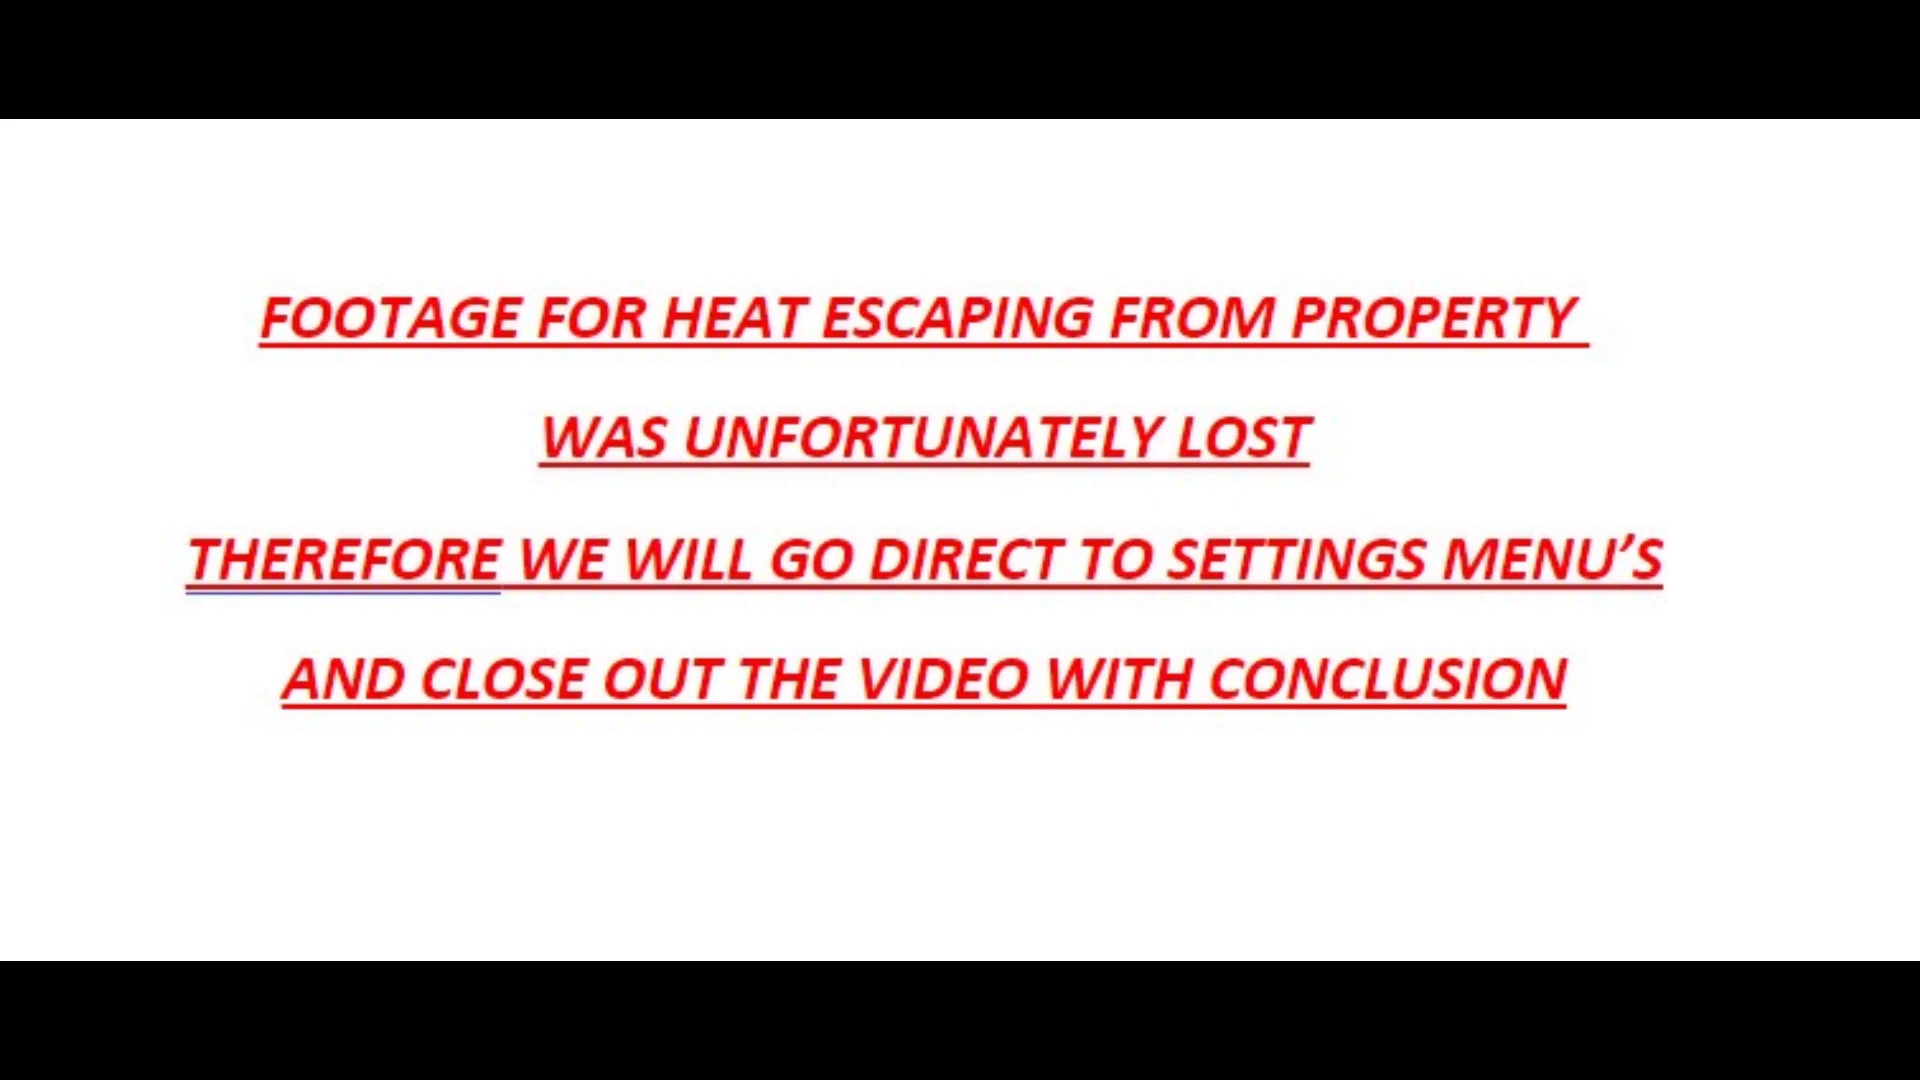 FOOTAGE FOR HEAT ESCAPING FROM PROPERTY
WAS UNFORTUNATELY LOST
THEREFORE WE WILL GO DIRECT TO SETTINGS MENU’S
AND CLOSE OUT THE VIDEO WITH CONCLUSION